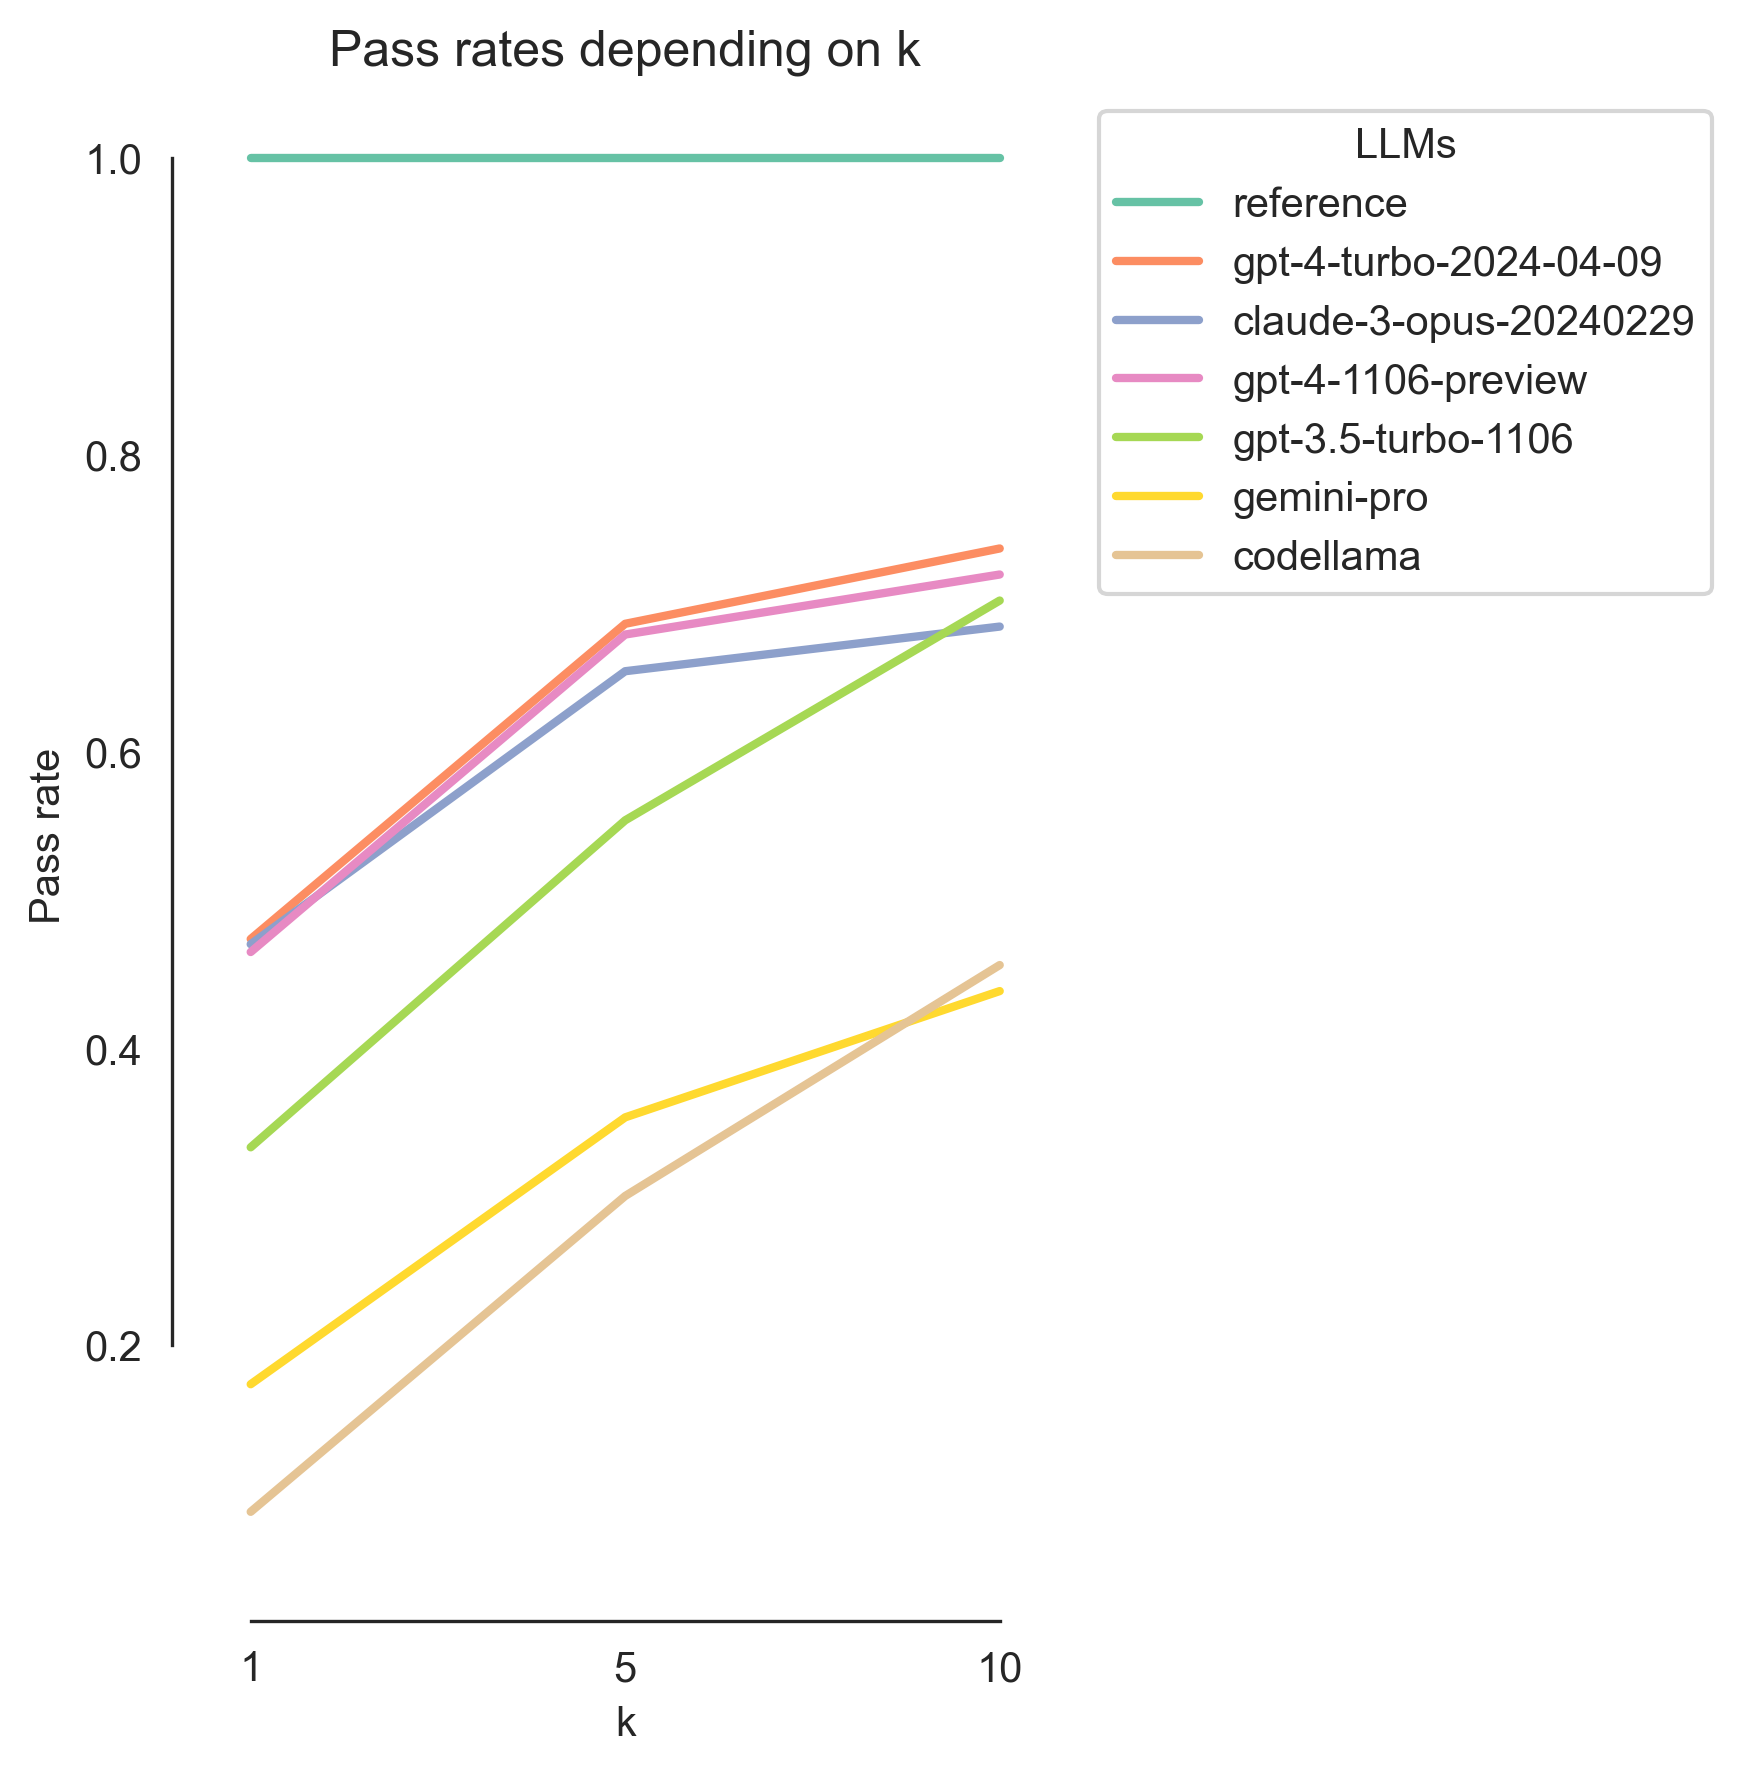 Pass rates depending on k
1.0
0.8
0.6
0.4
0.2
Pass rate
1 5 10
k
LLMs
reference
gpt-4-turbo-2024-04-09
claude-3-opus-20240229
gpt-4-1106-preview
gpt-3.5-turbo-1106
gemini-pro
codellama